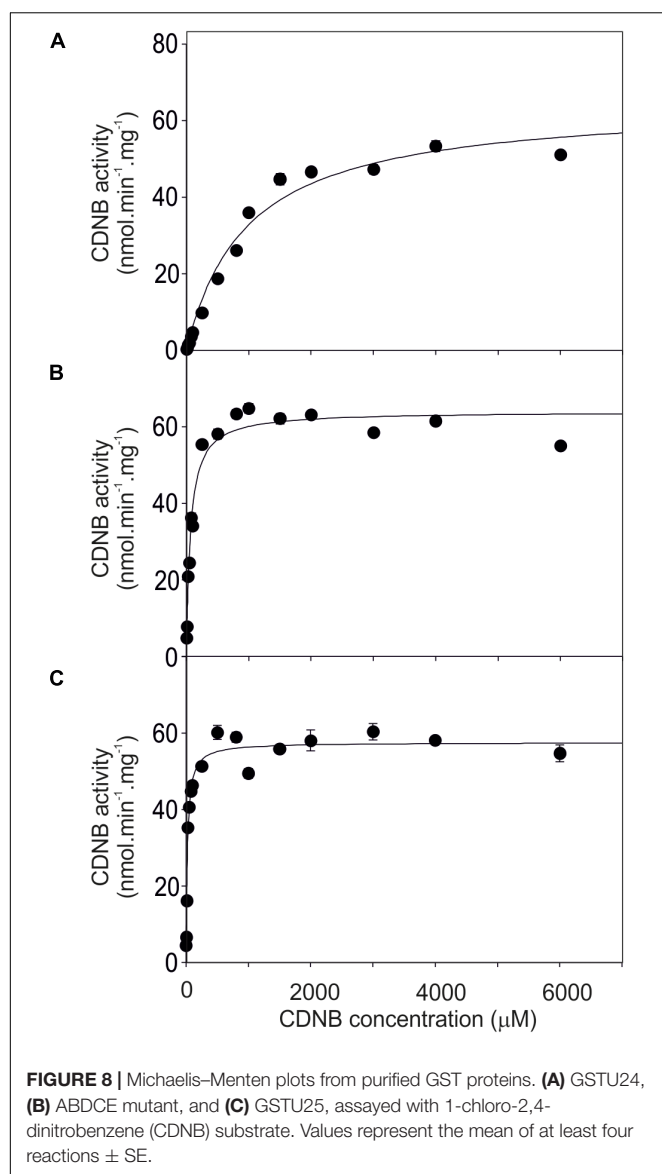 A
80
60
40
20
0
CDNB activity
(nmol.min-1.mg-1)
B
60
40
20
0
CDNB activity
(nmol.min-1.mg-1)
C
60
40
20
0
CDNB activity
(nmol.min-1.mg-1)
0 2000 4000 6000
CDNB concentration (μM)
FIGURE 8 | Michaelis–Menten plots from purified GST proteins. (A) GSTU24,
(B) ABDCE mutant, and (C) GSTU25, assayed with 1-chloro-2,4-
dinitrobenzene (CDNB) substrate. Values represent the mean of at least four
reactions ± SE.